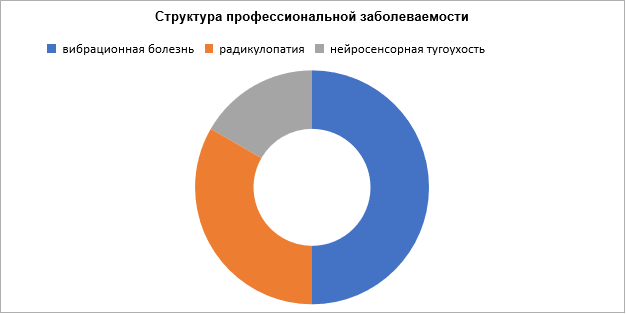 Структура профессиональной заболеваемости
вибрационная болезнь радикулопатия нейросенсорная тугоухость